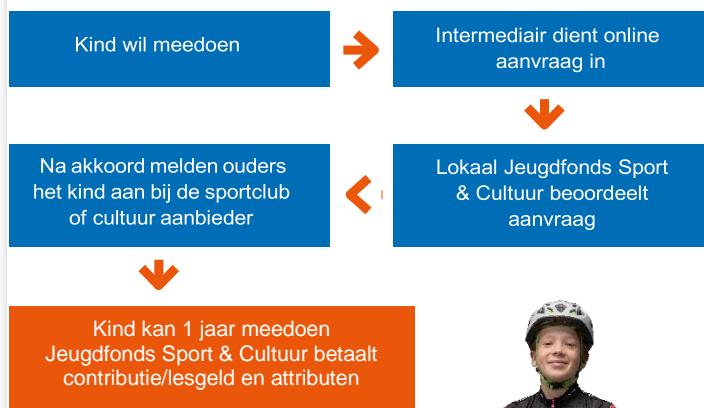 Kind wil meedoen
Intermediair dient online
aanvraag in
Lokaal Jeugdfonds Sport
& Cultuur beoordeelt
aanvraag
Na akkoord melden ouders
het kind aan bij de sportclub
of cultuur aanbieder
Kind kan 1 jaar meedoen
Jeugdfonds Sport & Cultuur betaalt
contributie/lesgeld en attributen